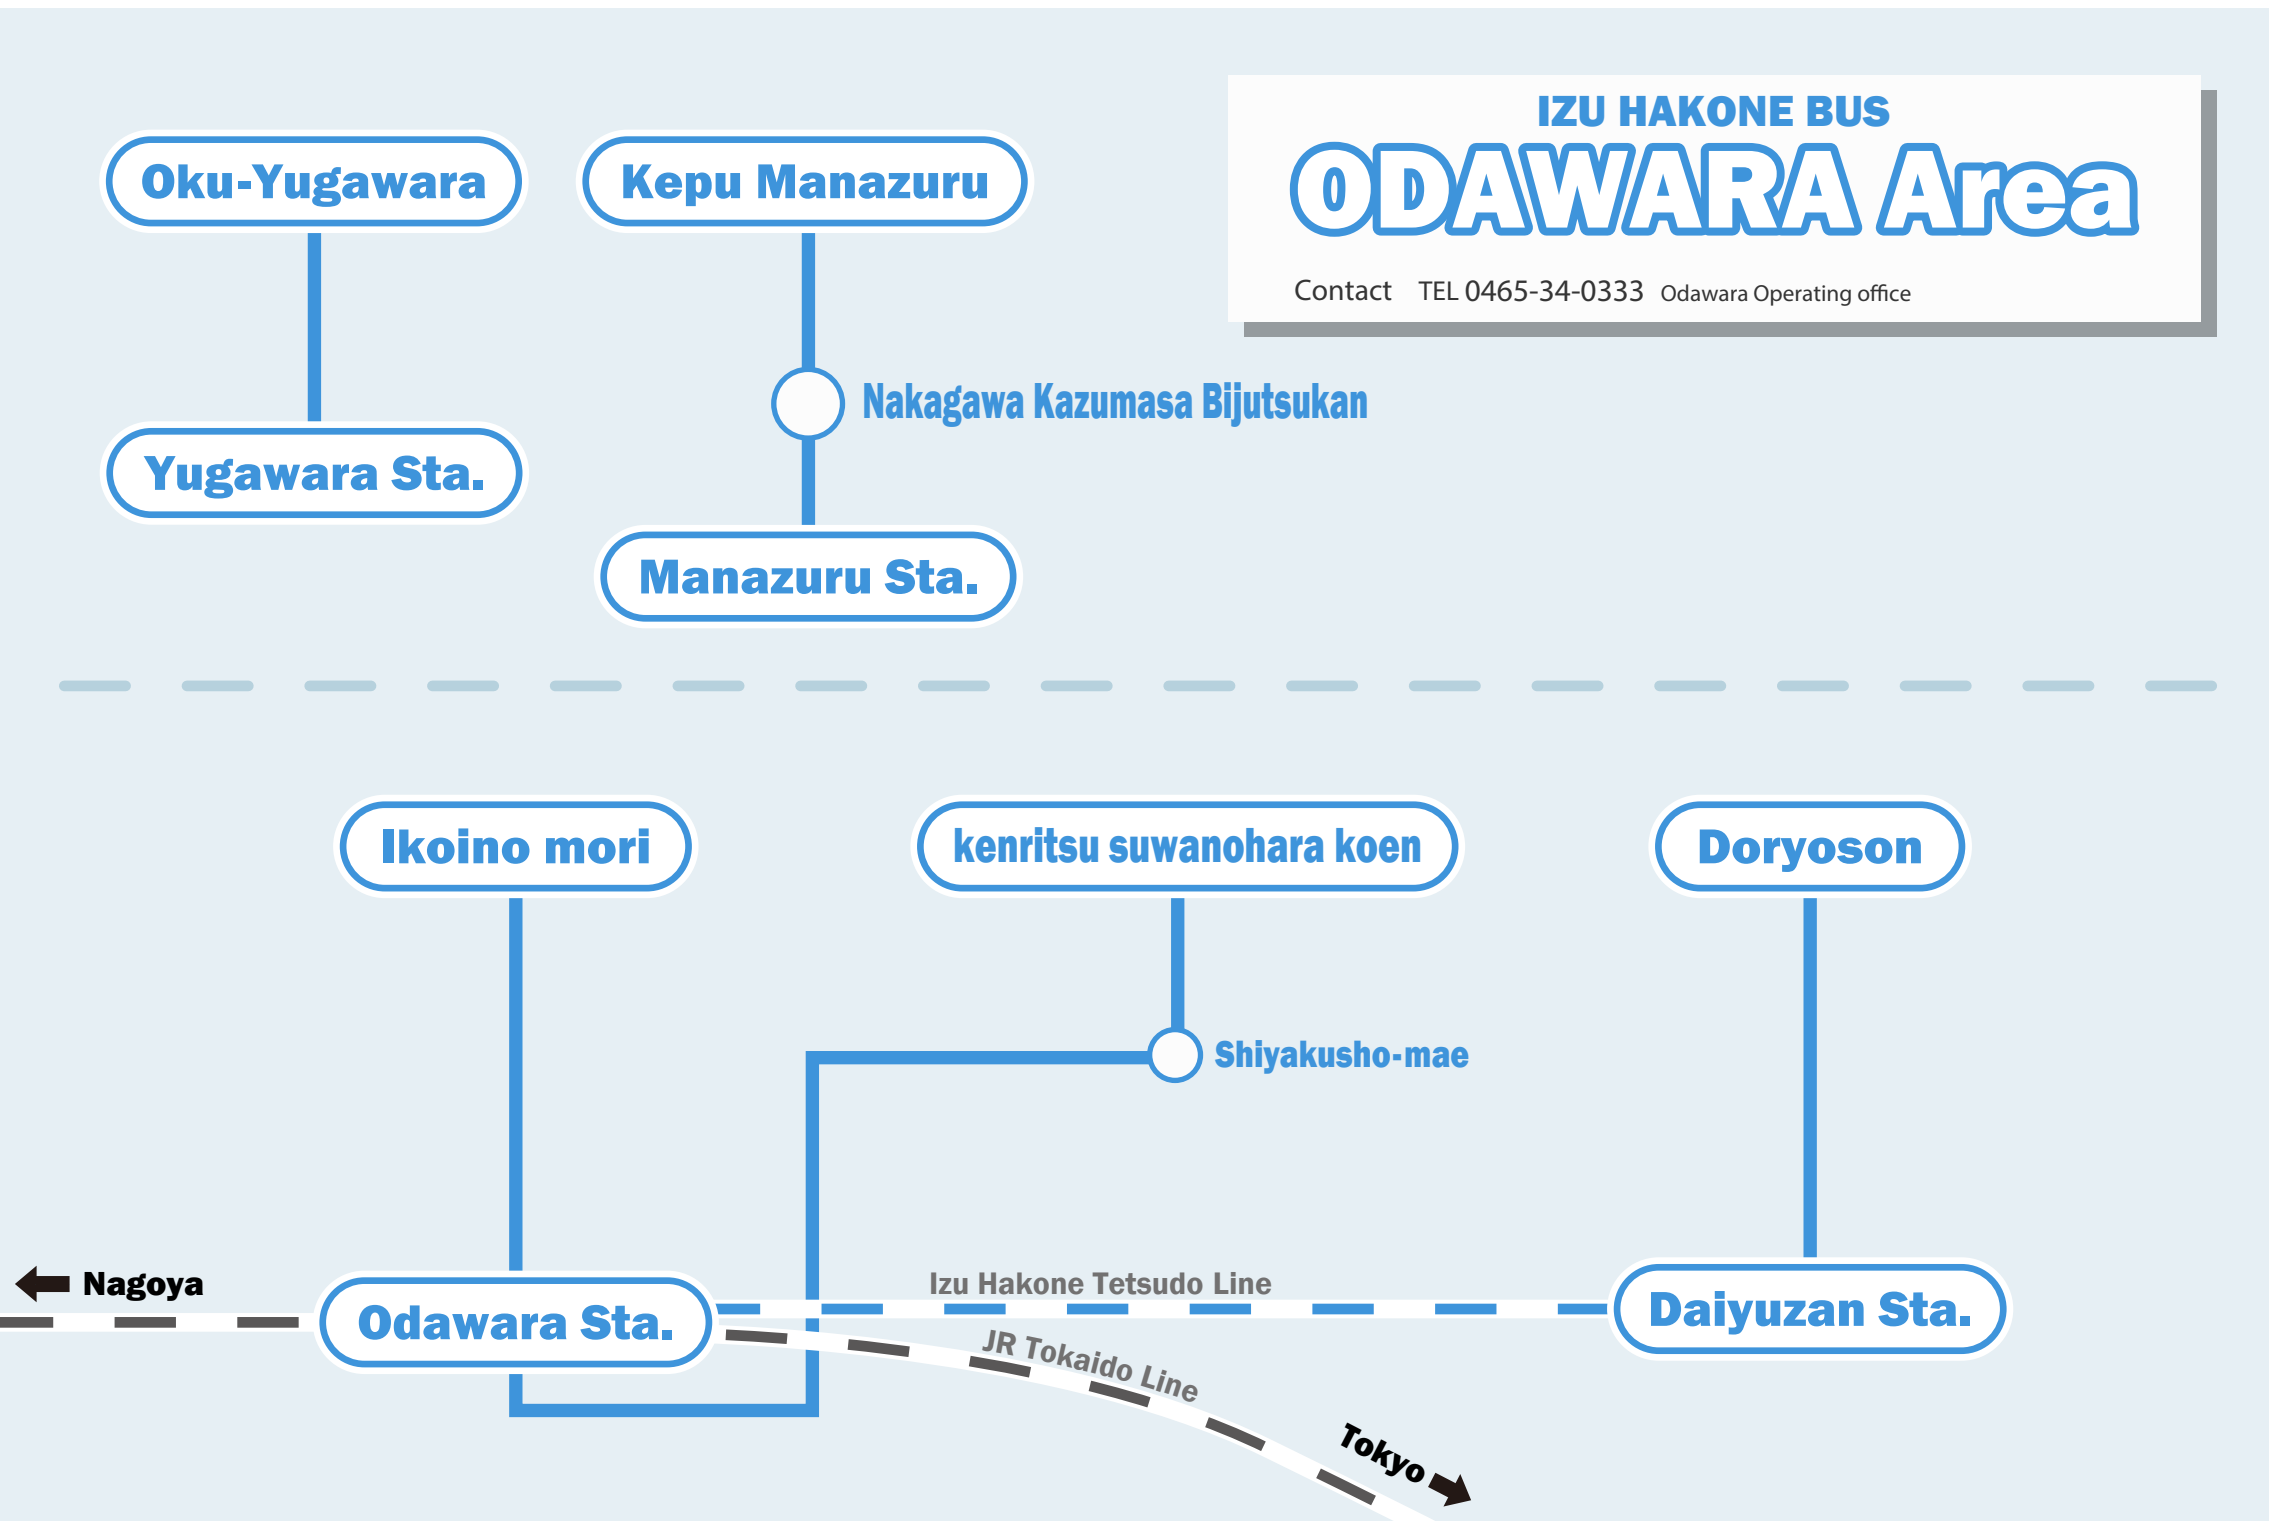 IZU HAKONE BUS
ODAWARA Area
Contact TEL 0465-34-0333 Odawara Operating office
Oku-Yugawara
Kepu Manazuru
Nakagawa Kazumasa Bijutsukan
Yugawara Sta.
Manazuru Sta.
Ikoino mori
kenritsu suwanohara koen
Doryoson
Shiyakusho-mae
Nagoya
Izu Hakone Tetsudo Line
Odawara Sta.
Daiyuzan Sta.
JR Tokaido Line
Tokyo